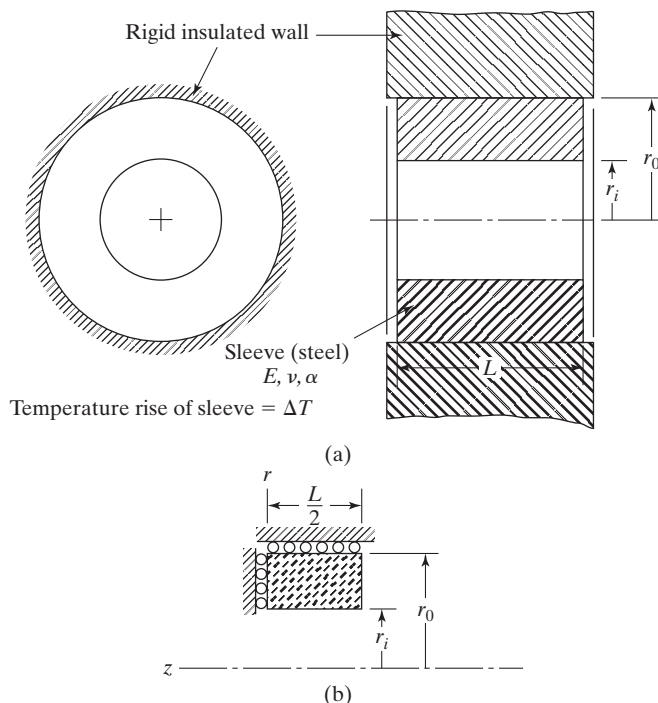 Rigid insulated wall
r₀
rᵢ
Sleeve (steel)
E, ν, α
L
Temperature rise of sleeve = ΔT
(a)
r
L/2
r₀
rᵢ
z
(b)